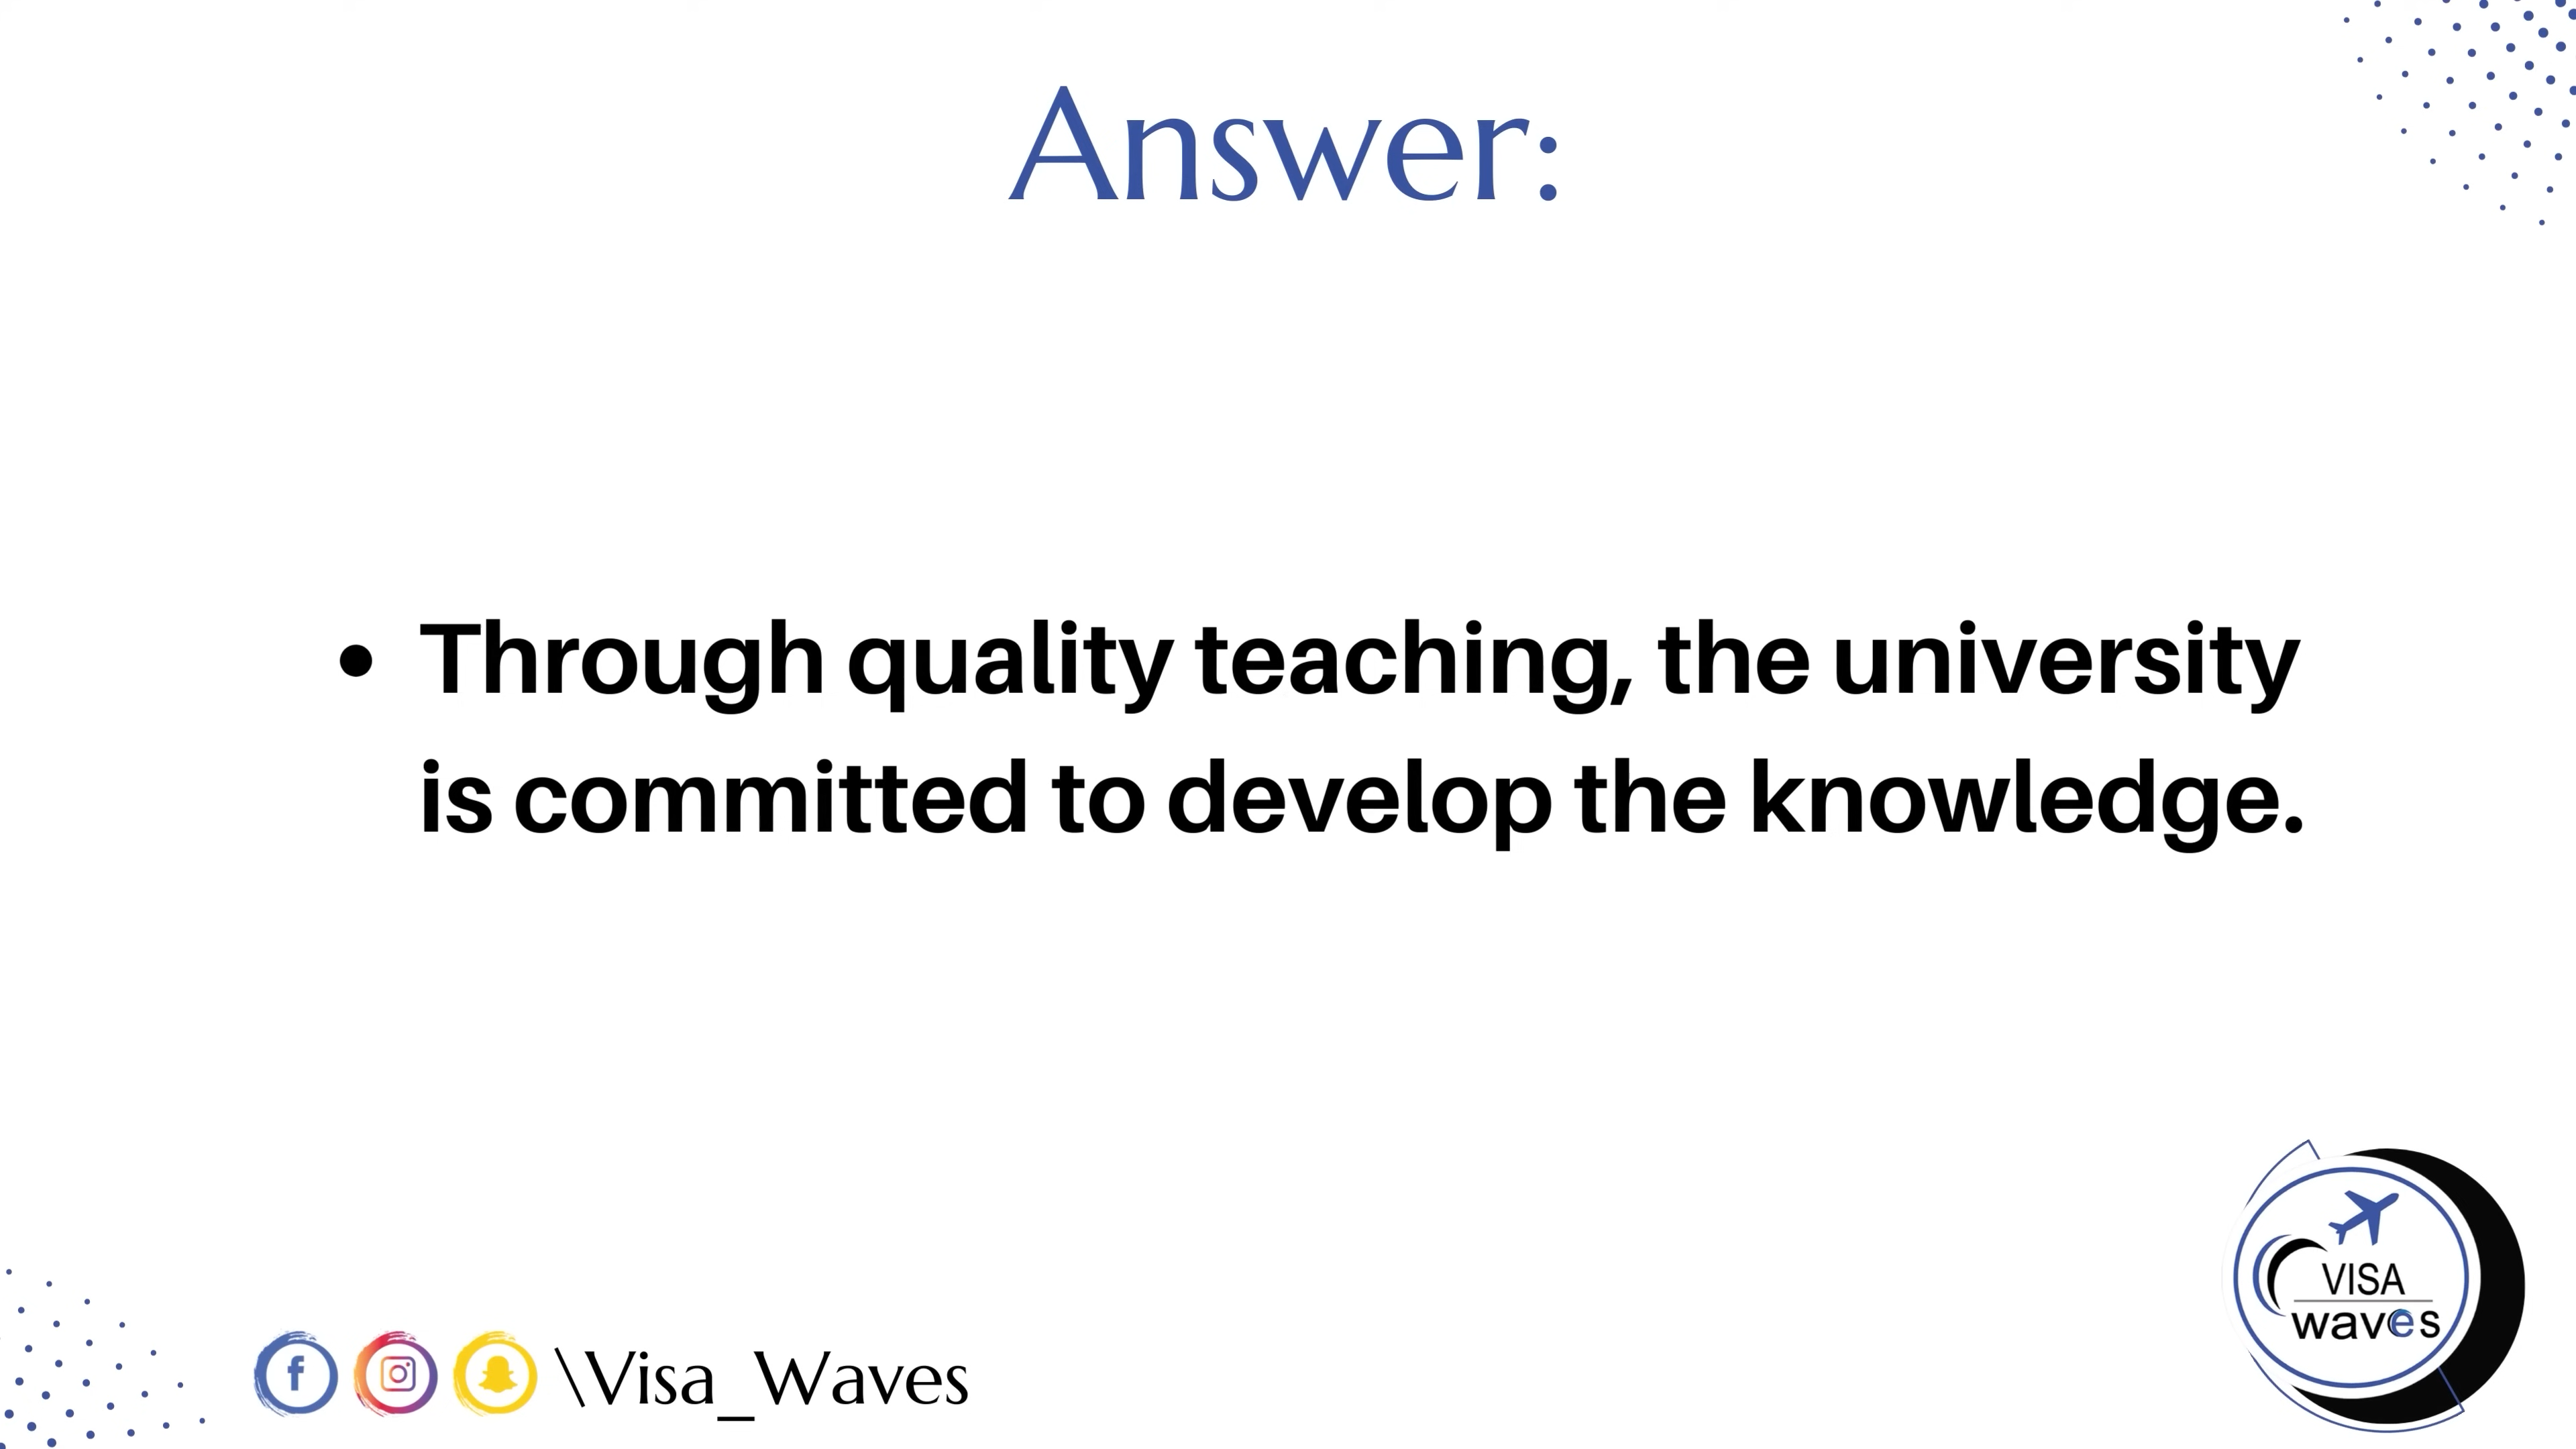 Answer:
• Through quality teaching, the university
is committed to develop the knowledge.
VISA
waves
\Visa_Waves